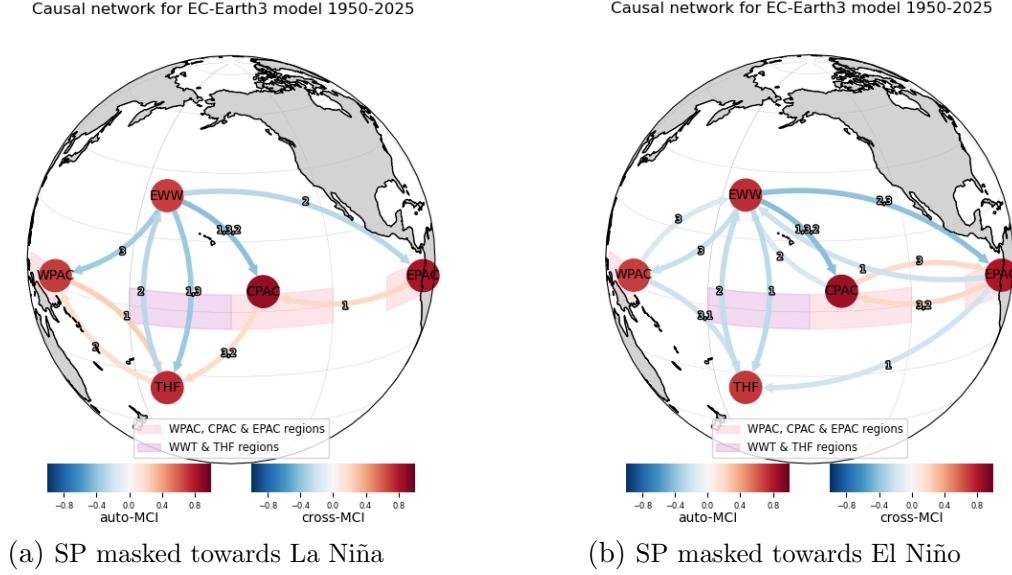 Causal network for EC-Earth3 model 1950-2025
EWW
2
1,3,2
3
WPAC
EPAC
CPAC
2
1,3
1
1
2
3,2
THF
WPAC, CPAC & EPAC regions
WWT & THF regions
−0.8 −0.4 0.0 0.4 0.8
auto-MCI
−0.8 −0.4 0.0 0.4 0.8
cross-MCI
(a) SP masked towards La Niña
Causal network for EC-Earth3 model 1950-2025
EWW
2,3
3
1,3,2
3
2
3
1
WPAC
EPAC
CPAC
2
1
3,2
3,1
1
THF
WPAC, CPAC & EPAC regions
WWT & THF regions
−0.8 −0.4 0.0 0.4 0.8
auto-MCI
−0.8 −0.4 0.0 0.4 0.8
cross-MCI
(b) SP masked towards El Niño